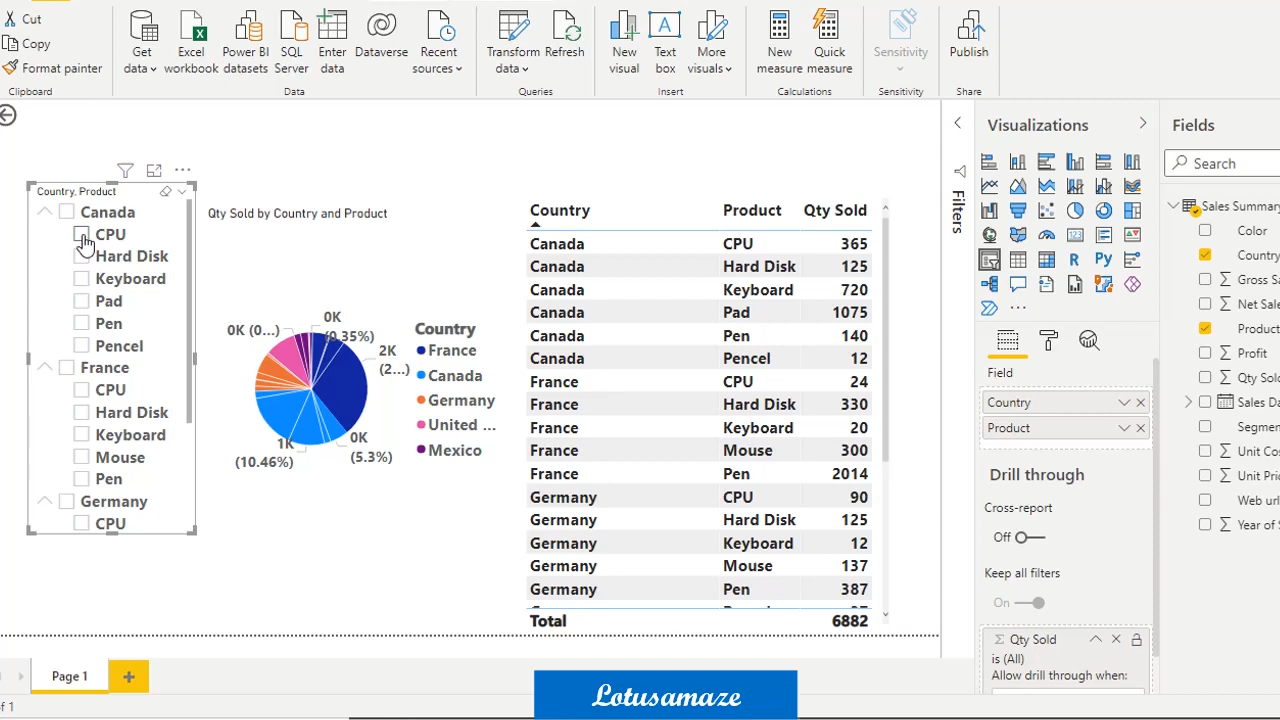 Cut
Copy
Format painter
Clipboard
Get data
Excel workbook
Power BI datasets
SQL Server
Enter data
Dataverse
Recent sources
Data
Transform data
Refresh
Queries
New visual
Text box
More visuals
Insert
New measure
Quick measure
Calculations
Sensitivity
Sensitivity
Publish
Share
Country, Product
Canada
CPU
Hard Disk
Keyboard
Pad
Pen
Pencel
France
CPU
Hard Disk
Keyboard
Mouse
Pen
Germany
CPU
Qty Sold by Country and Product
0K (0...)
0K
(0.35%)
2K
(2...)
0K
(5.3%)
1K
(10.46%)
Country
France
Canada
Germany
United ...
Mexico
Country Product Qty Sold
Canada CPU 365
Canada Hard Disk 125
Canada Keyboard 720
Canada Pad 1075
Canada Pen 140
Canada Pencel 12
France CPU 24
France Hard Disk 330
France Keyboard 20
France Mouse 300
France Pen 2014
Germany CPU 90
Germany Hard Disk 125
Germany Keyboard 12
Germany Mouse 137
Germany Pen 387
Total 6882
Filters
Visualizations
R
Py
Field
Country
Product
Drill through
Cross-report
Off
Keep all filters
On
Σ Qty Sold
is (All)
Allow drill through when:
Fields
Search
Sales Summary
Color
Country
Σ Gross Sa
Σ Net Sale
Product
Σ Profit
Σ Qty Sold
Sales Da
Segmen
Σ Unit Cos
Σ Unit Pric
Web url
Σ Year of S
Page 1
of 1
Lotusamaze